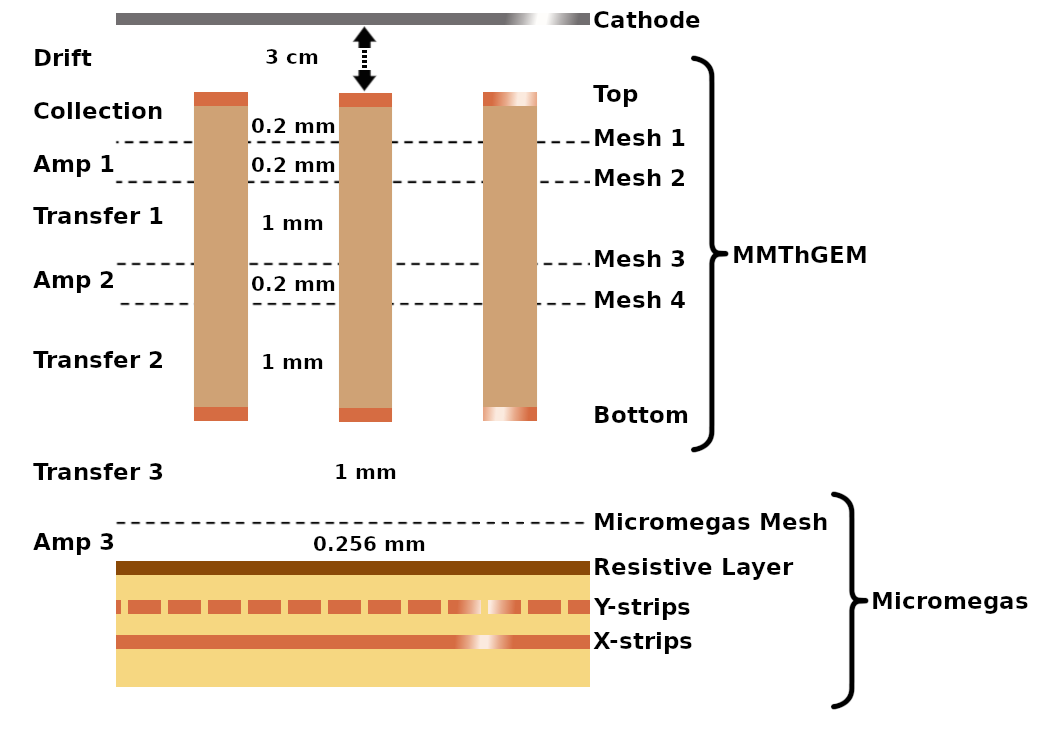 Cathode
Drift
3 cm
Top
Collection
0.2 mm
Mesh 1
Amp 1
0.2 mm
Mesh 2
Transfer 1
1 mm
Mesh 3
MMThGEM
Amp 2
0.2 mm
Mesh 4
Transfer 2
1 mm
Bottom
Transfer 3
1 mm
Micromegas Mesh
Amp 3
0.256 mm
Resistive Layer
Y-strips
Micromegas
X-strips